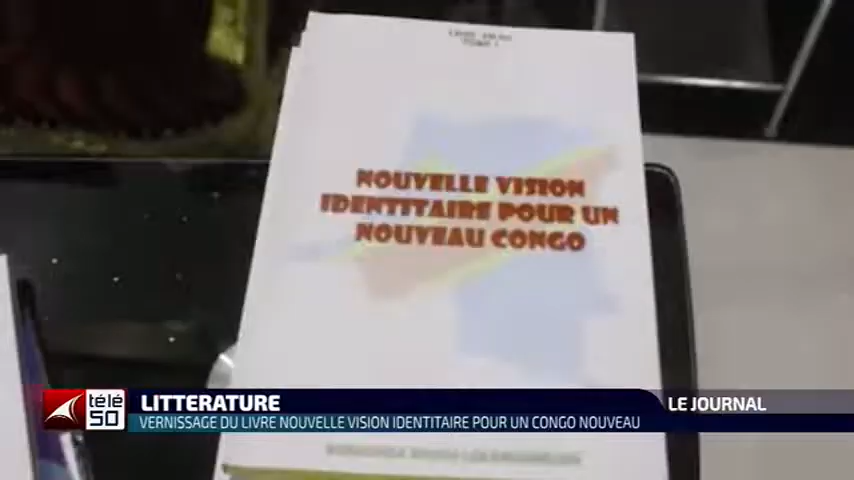 NOUVELLE VISION
IDENTITAIRE POUR UN
NOUVEAU CONGO
télé
50
LITTERATURE
LE JOURNAL
VERNISSAGE DU LIVRE NOUVELLE VISION IDENTITAIRE POUR UN CONGO NOUVEAU